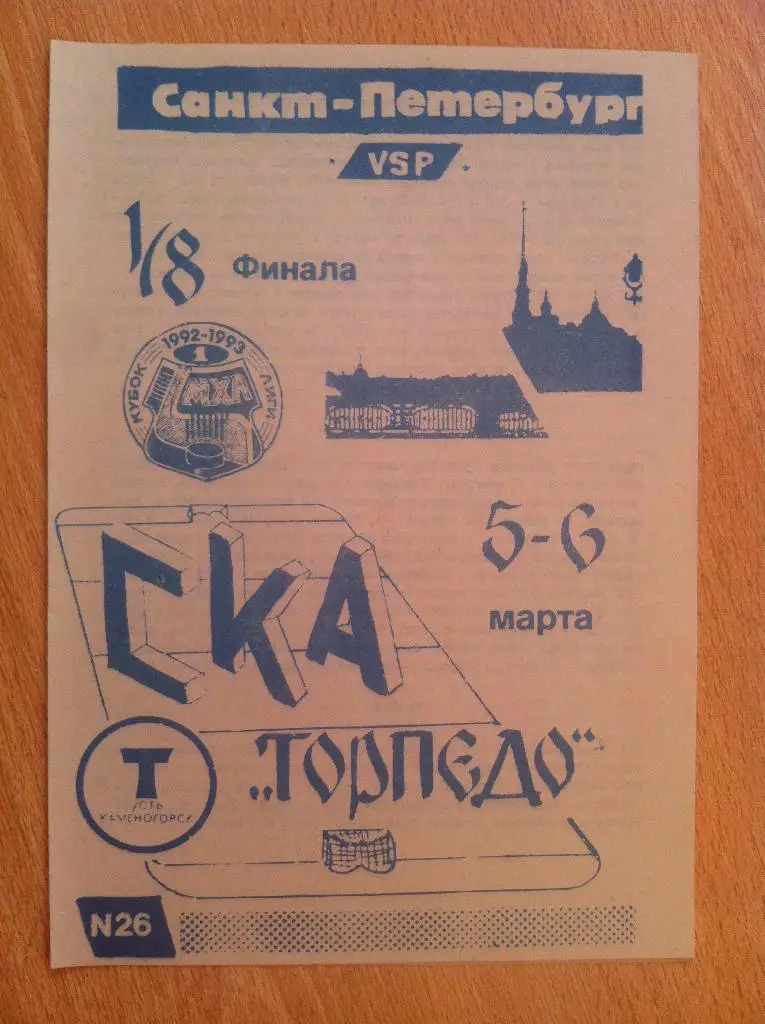 Санкт-Петербург
VSP
1/8 Финала
КУБОК 1992-1993 ЛИГИ
1
МХЛ
5-6
марта
СКА
Т
УСТЬ
КАМЕНОГОРСК
„ТОРПЕДО“
N26